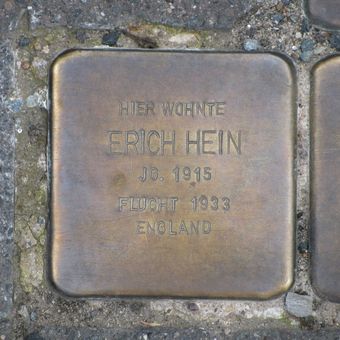 HIER WOHNTE
ERICH HEIN
JG. 1915
FLUCHT 1933
ENGLAND